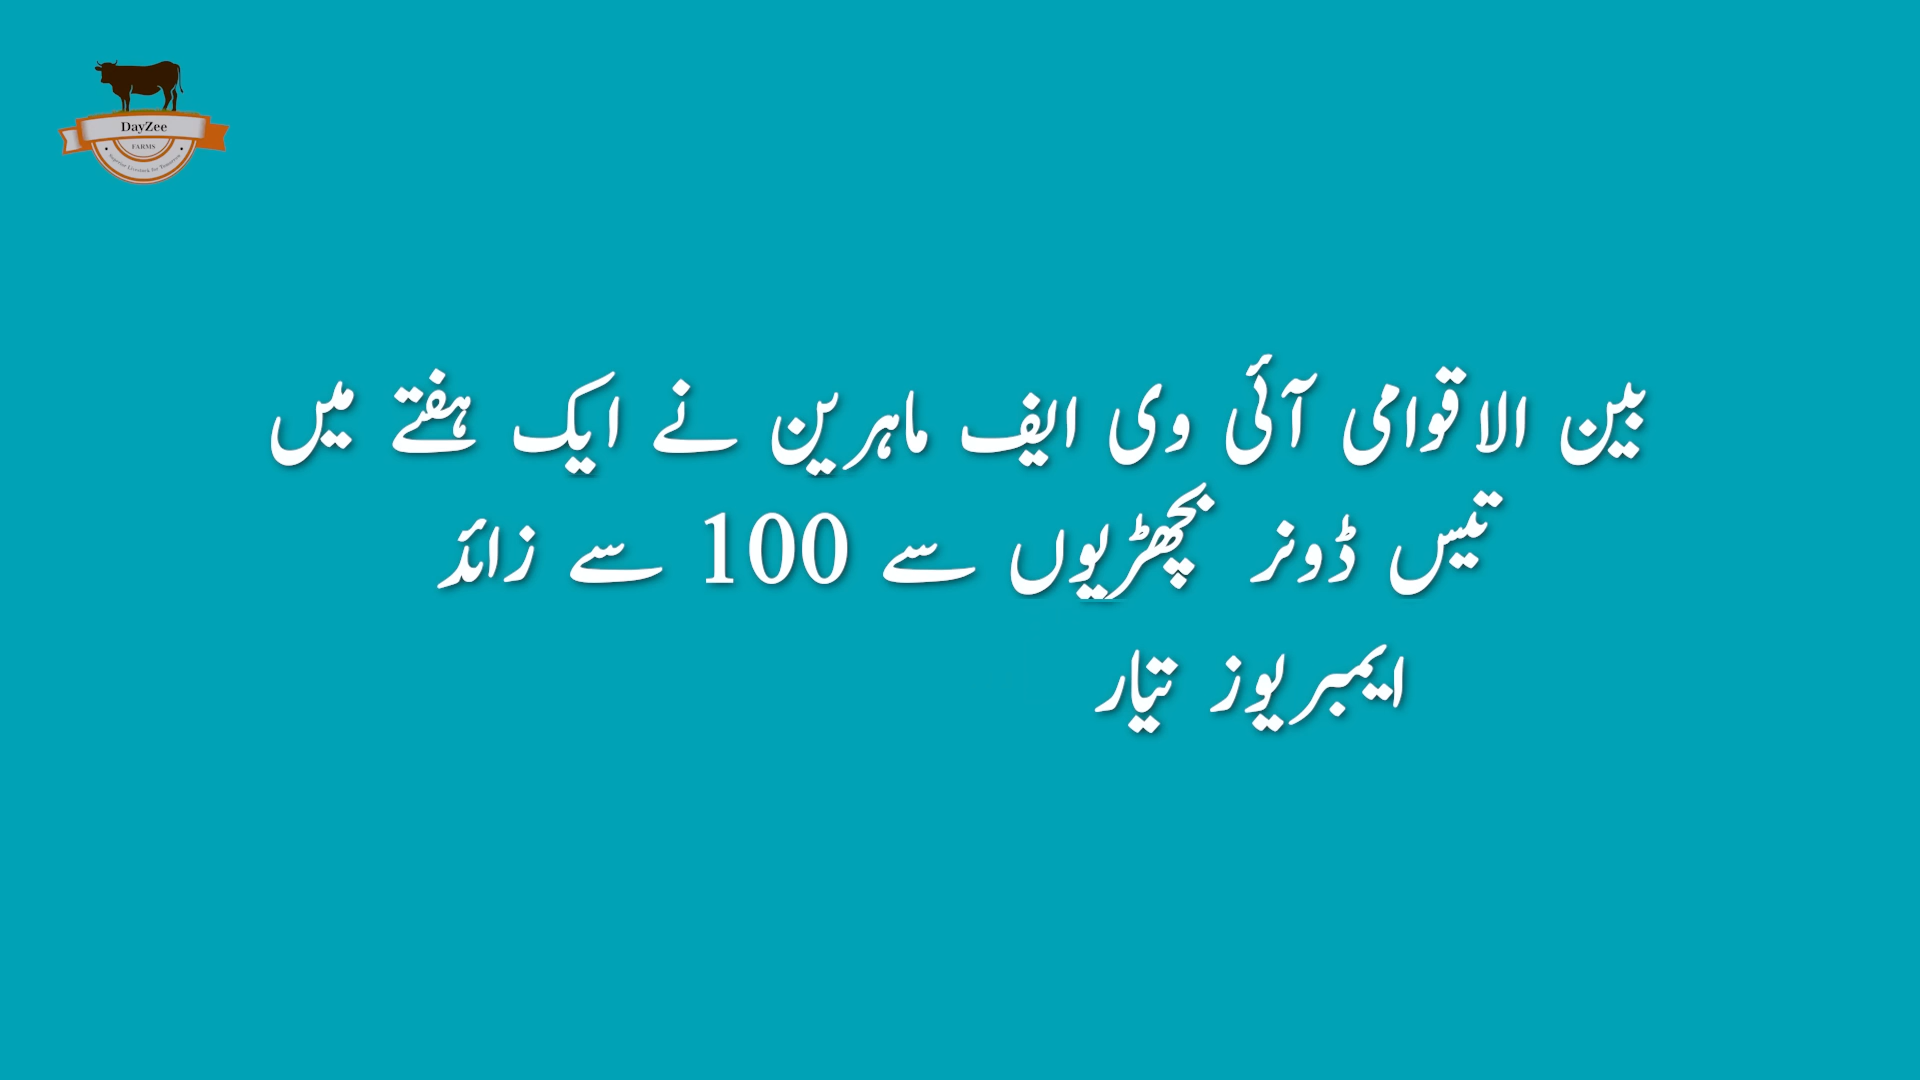 DayZee
FARMS
بین الاقوامی آئی وی ایف ماہرین نے ایک ہفتے میں
تیس ڈونر بچھڑیوں سے 100 سے زائد
ایمبریوز تیار